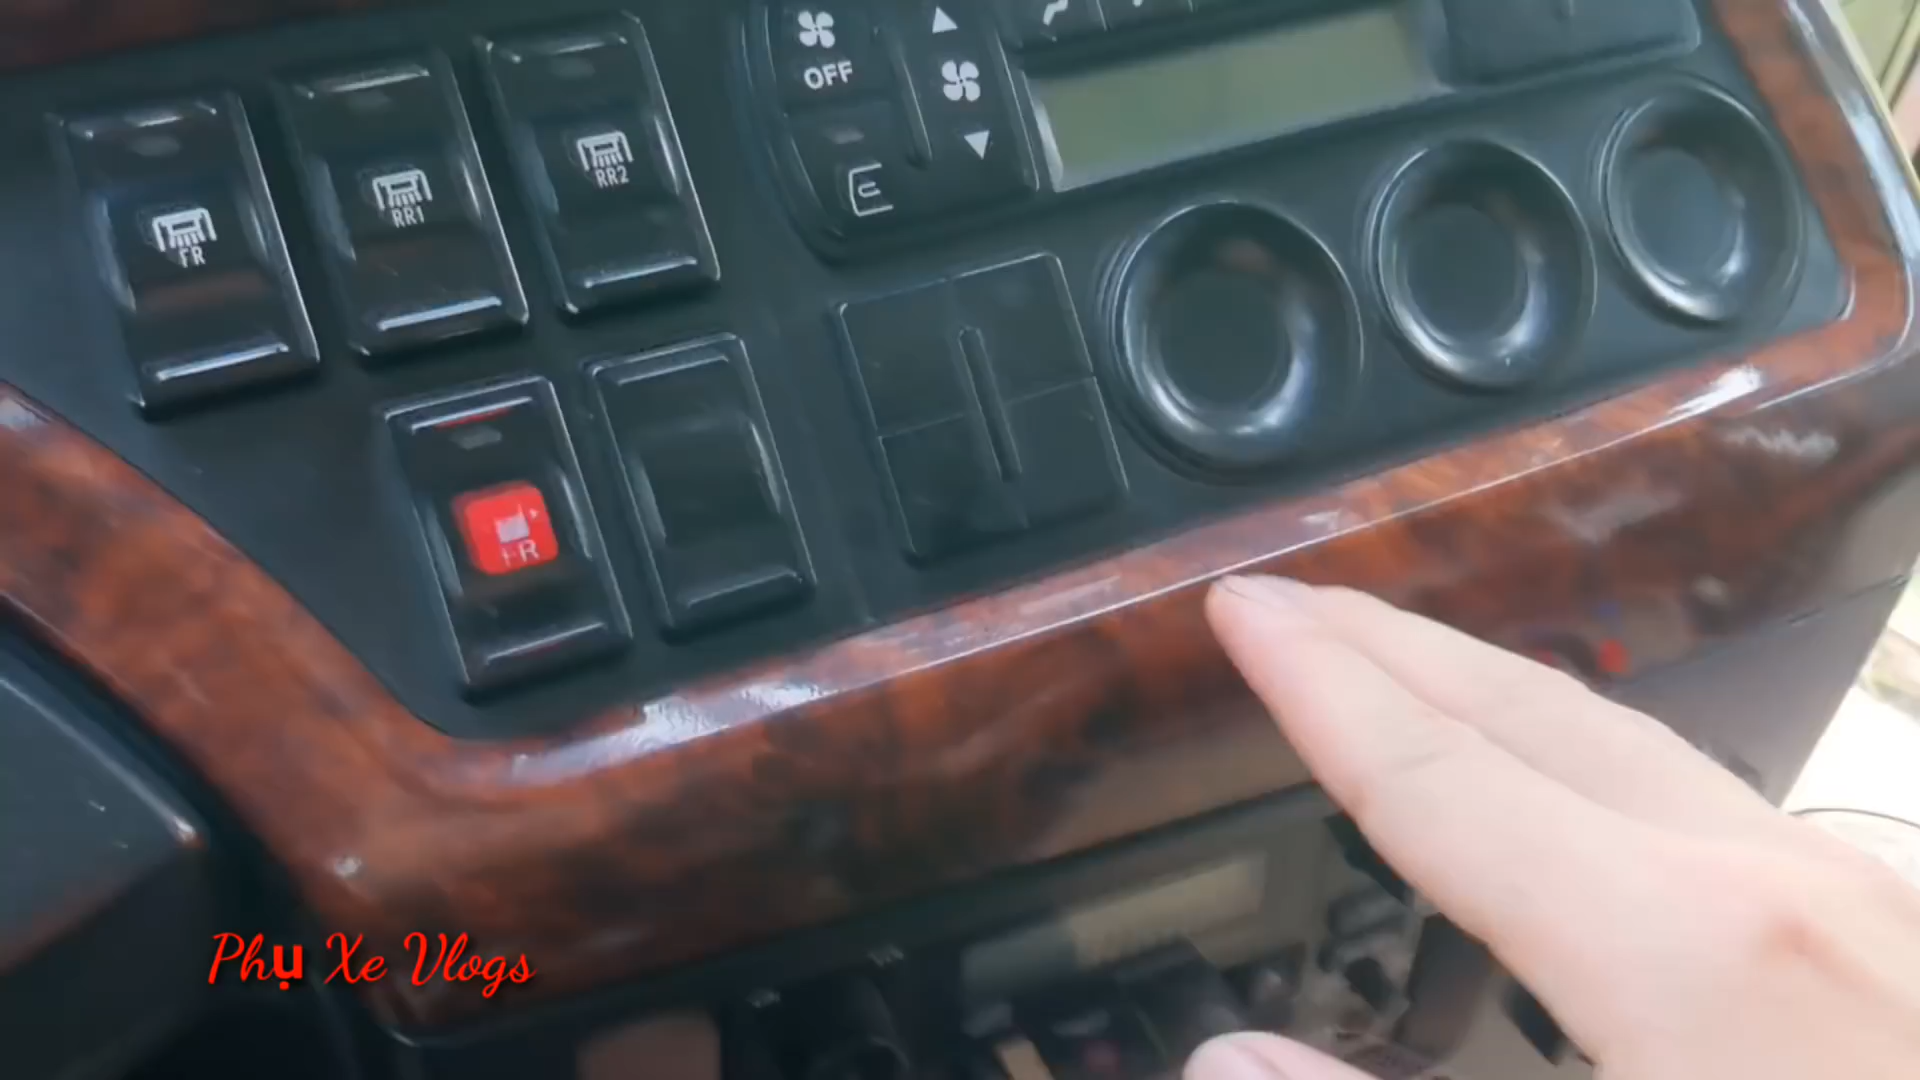 OFF
RR2
RR1
FR
FR
Phụ Xe Vlogs